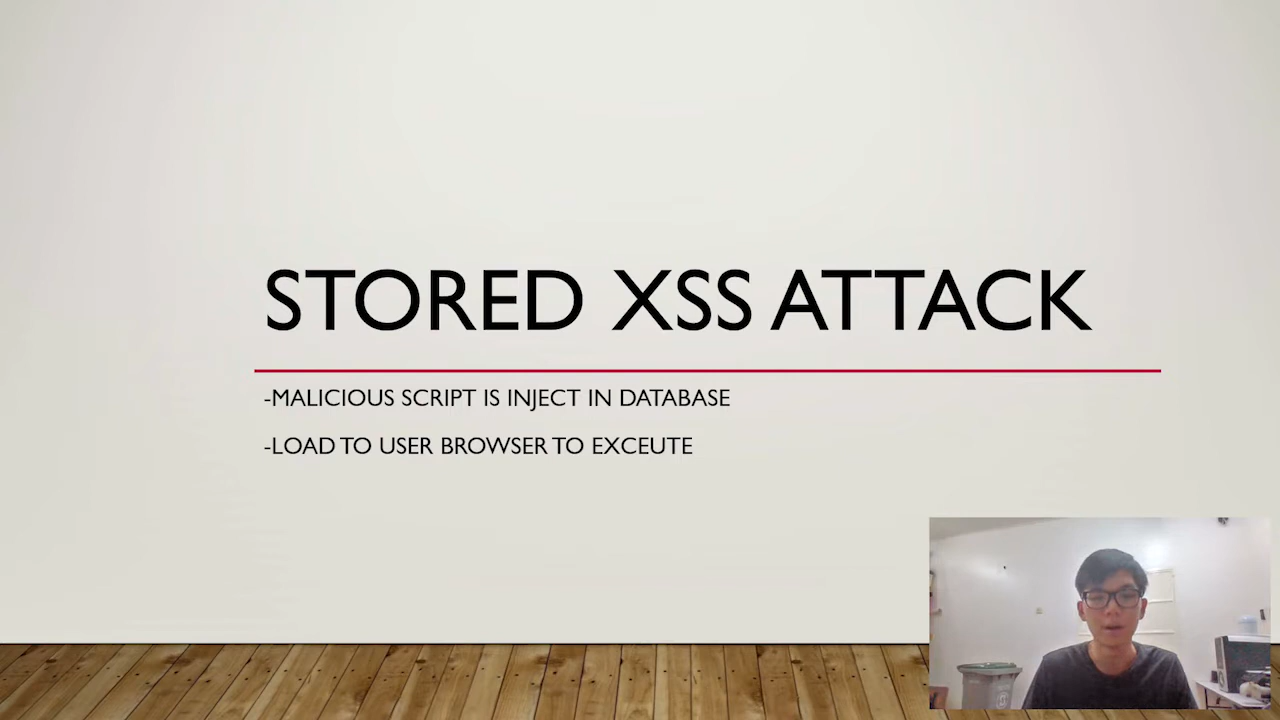 STORED XSS ATTACK
-MALICIOUS SCRIPT IS INJECT IN DATABASE
-LOAD TO USER BROWSER TO EXCEUTE